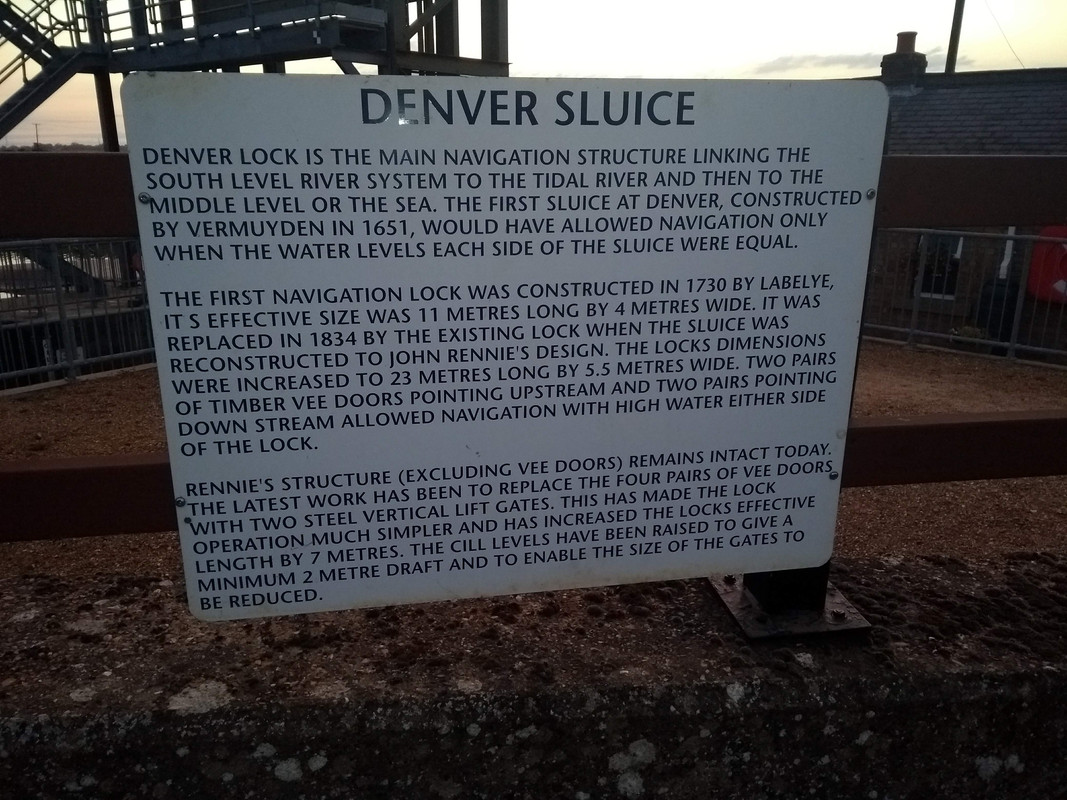 DENVER SLUICE
DENVER LOCK IS THE MAIN NAVIGATION STRUCTURE LINKING THE
SOUTH LEVEL RIVER SYSTEM TO THE TIDAL RIVER AND THEN TO THE
MIDDLE LEVEL OR THE SEA. THE FIRST SLUICE AT DENVER, CONSTRUCTED
BY VERMUYDEN IN 1651, WOULD HAVE ALLOWED NAVIGATION ONLY
WHEN THE WATER LEVELS EACH SIDE OF THE SLUICE WERE EQUAL.
THE FIRST NAVIGATION LOCK WAS CONSTRUCTED IN 1730 BY LABELYE,
IT S EFFECTIVE SIZE WAS 11 METRES LONG BY 4 METRES WIDE. IT WAS
REPLACED IN 1834 BY THE EXISTING LOCK WHEN THE SLUICE WAS
RECONSTRUCTED TO JOHN RENNIE'S DESIGN. THE LOCKS DIMENSIONS
WERE INCREASED TO 23 METRES LONG BY 5.5 METRES WIDE. TWO PAIRS
OF TIMBER VEE DOORS POINTING UPSTREAM AND TWO PAIRS POINTING
DOWN STREAM ALLOWED NAVIGATION WITH HIGH WATER EITHER SIDE
OF THE LOCK.
RENNIE'S STRUCTURE (EXCLUDING VEE DOORS) REMAINS INTACT TODAY.
THE LATEST WORK HAS BEEN TO REPLACE THE FOUR PAIRS OF VEE DOORS
WITH TWO STEEL VERTICAL LIFT GATES. THIS HAS MADE THE LOCK
OPERATION MUCH SIMPLER AND HAS INCREASED THE LOCKS EFFECTIVE
LENGTH BY 7 METRES. THE CILL LEVELS HAVE BEEN RAISED TO GIVE A
MINIMUM 2 METRE DRAFT AND TO ENABLE THE SIZE OF THE GATES TO
BE REDUCED.